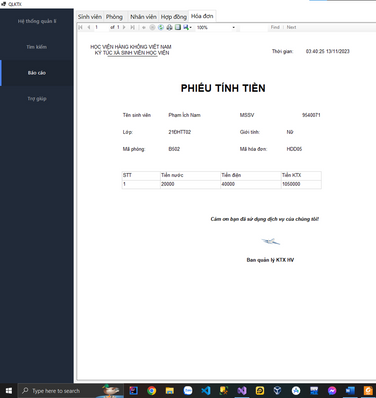 QLKTX
Hệ thống quản lí
Tìm kiếm
Báo cáo
Trợ giúp
Sinh viên Phòng Nhân viên Hợp đồng Hóa đơn
1 of 1 100% Find | Next
HỌC VIỆN HÀNG KHÔNG VIỆT NAM
KÝ TÚC XÁ SINH VIÊN HỌC VIỆN
Thời gian: 03:40:25 13/11/2023
PHIẾU TÍNH TIỀN
Tên sinh viên Phạm Ích Nam MSSV 9540071
Lớp: 21ĐHTT02 Giới tính: Nữ
Mã phòng B502 Mã hóa đơn: HDD05
STT Tiền nước Tiền điện Tiền KTX
1 20000 40000 1050000
Cảm ơn bạn đã sử dụng dịch vụ của chúng tôi!
Ban quản lý KTX HV
Type here to search